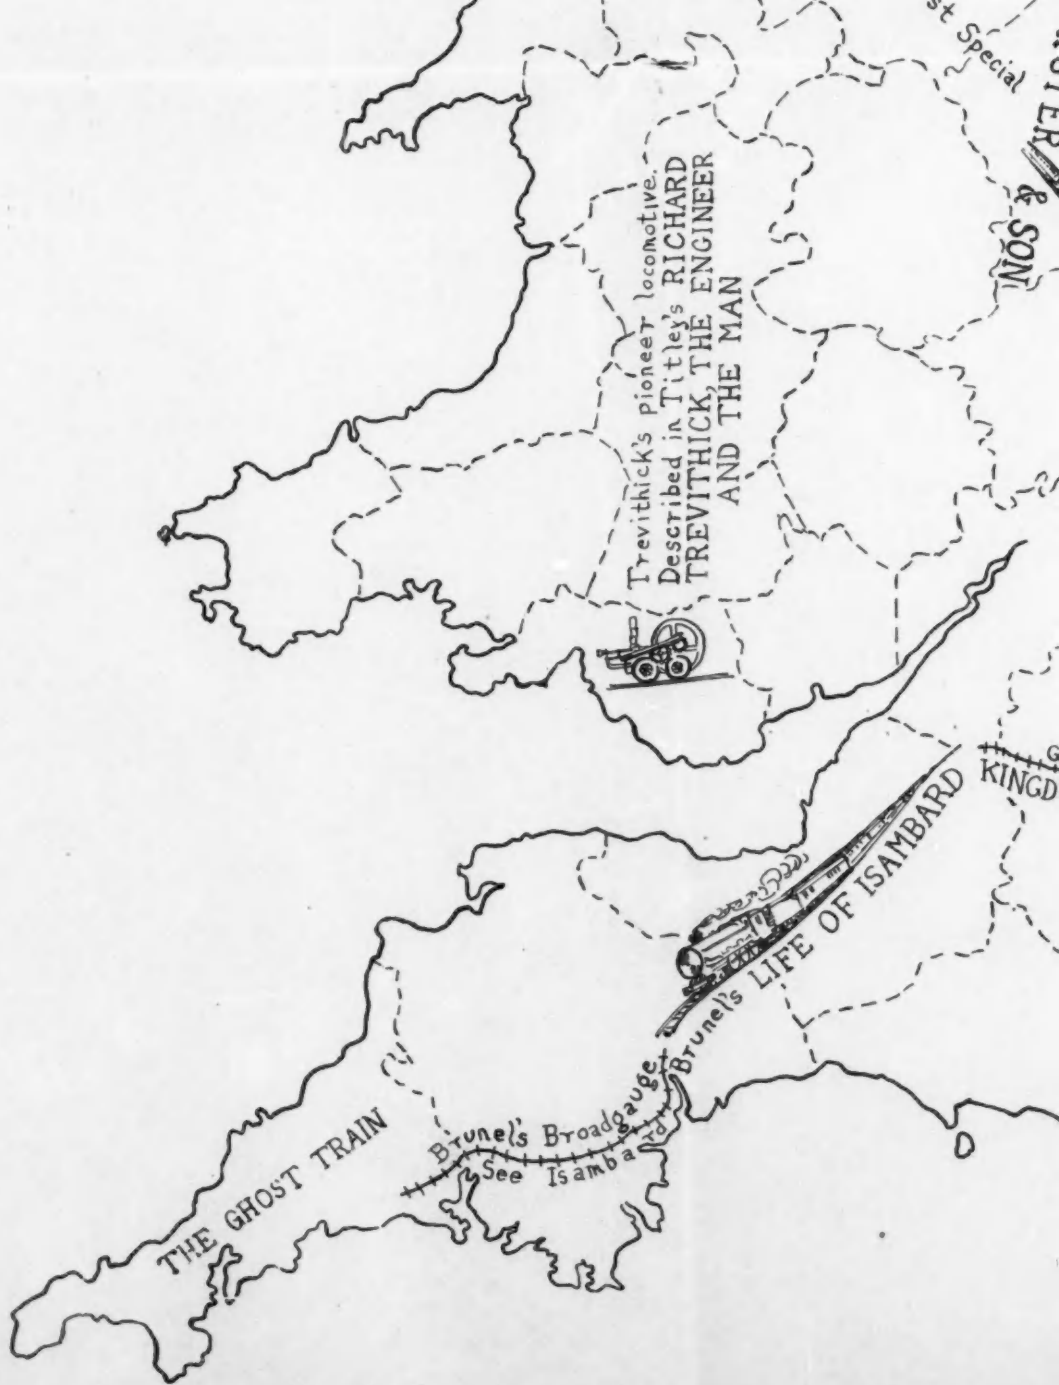 st Special
& SON
Trevithick's pioneer locomotive.
Described in Titley's RICHARD
TREVITHICK, THE ENGINEER
AND THE MAN
KINGD
G
Brunel's LIFE OF ISAMBARD
Brunel's Broadgauge
See Isambard
THE GHOST TRAIN